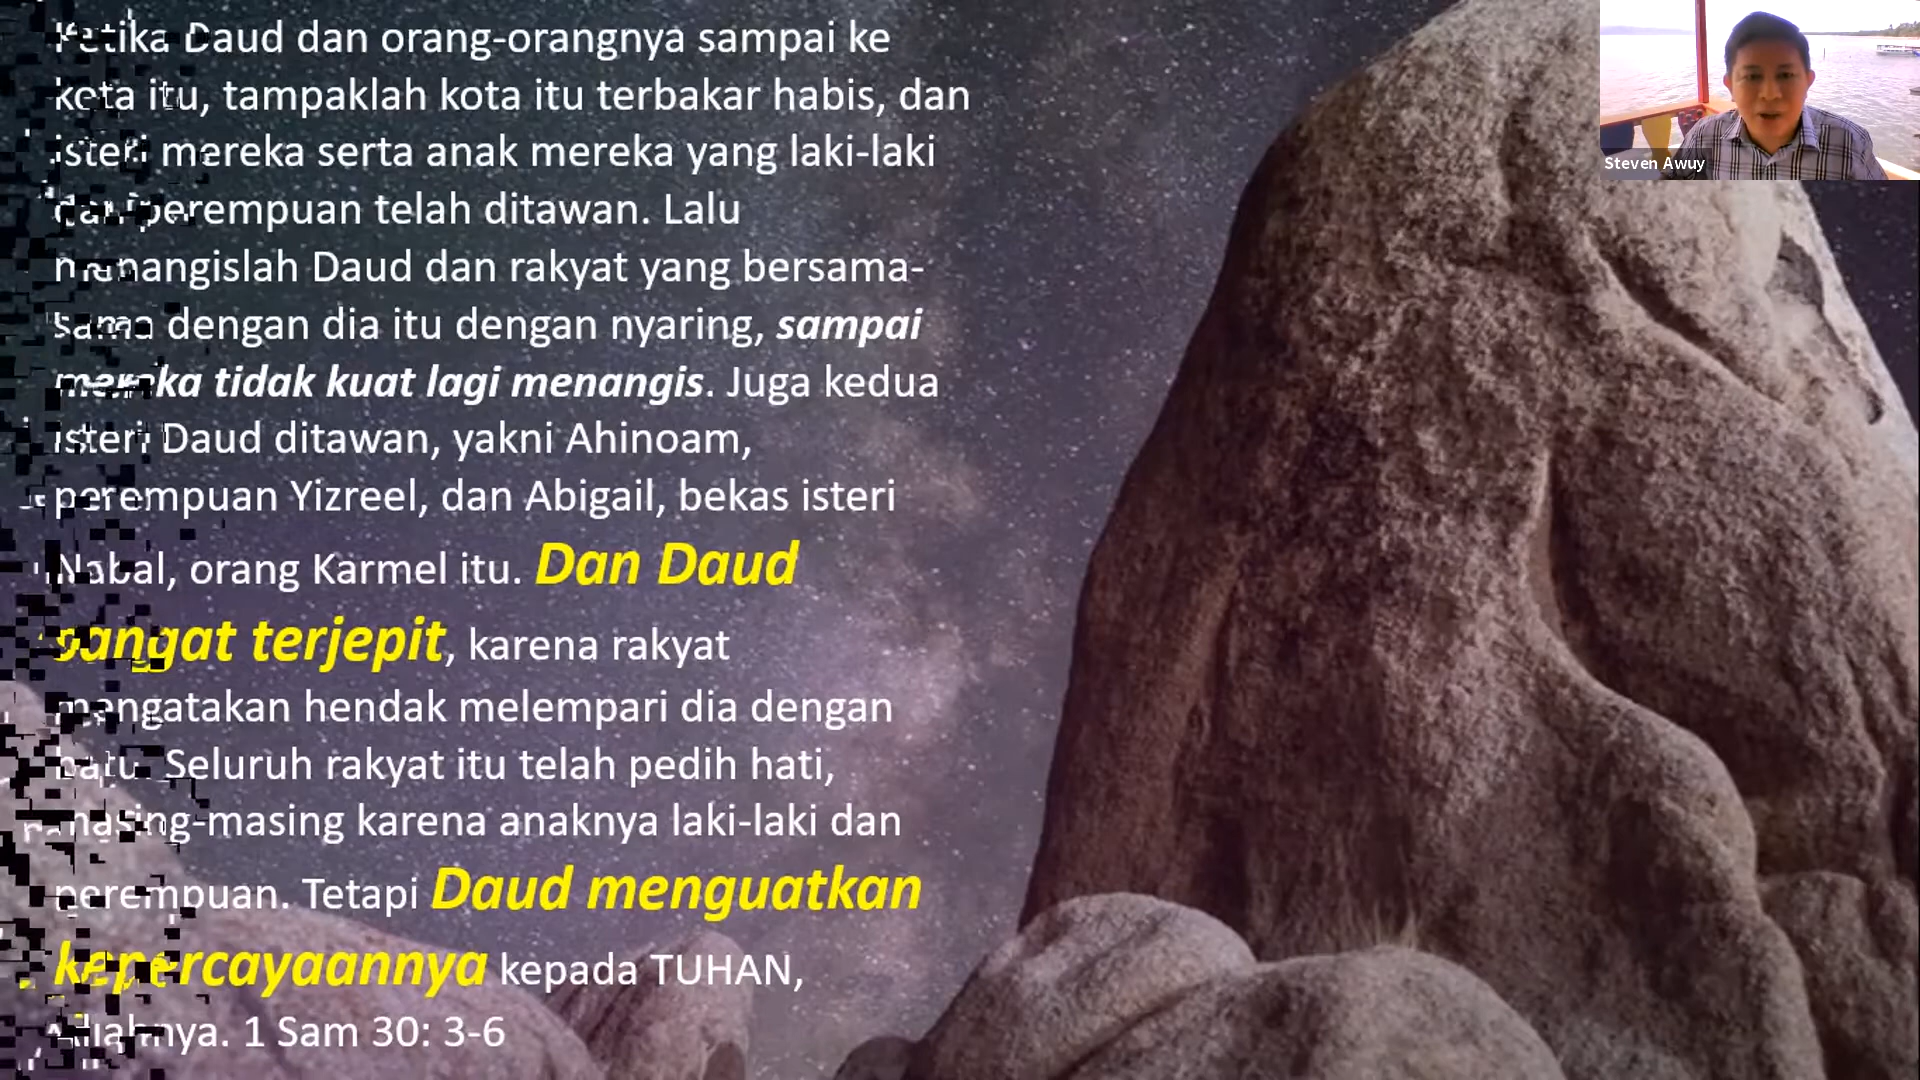 Ketika Daud dan orang-orangnya sampai ke
kota itu, tampaklah kota itu terbakar habis, dan
isteri mereka serta anak mereka yang laki-laki
dan perempuan telah ditawan. Lalu
menangislah Daud dan rakyat yang bersama-
sama dengan dia itu dengan nyaring, sampai
mereka tidak kuat lagi menangis. Juga kedua
isteri Daud ditawan, yakni Ahinoam,
perempuan Yizreel, dan Abigail, bekas isteri
Nabal, orang Karmel itu. Dan Daud
sangat terjepit, karena rakyat
mengatakan hendak melempari dia dengan
batu. Seluruh rakyat itu telah pedih hati,
masing-masing karena anaknya laki-laki dan
perempuan. Tetapi Daud menguatkan
kepercayaannya kepada TUHAN,
Allahnya. 1 Sam 30: 3-6
Steven Awuy